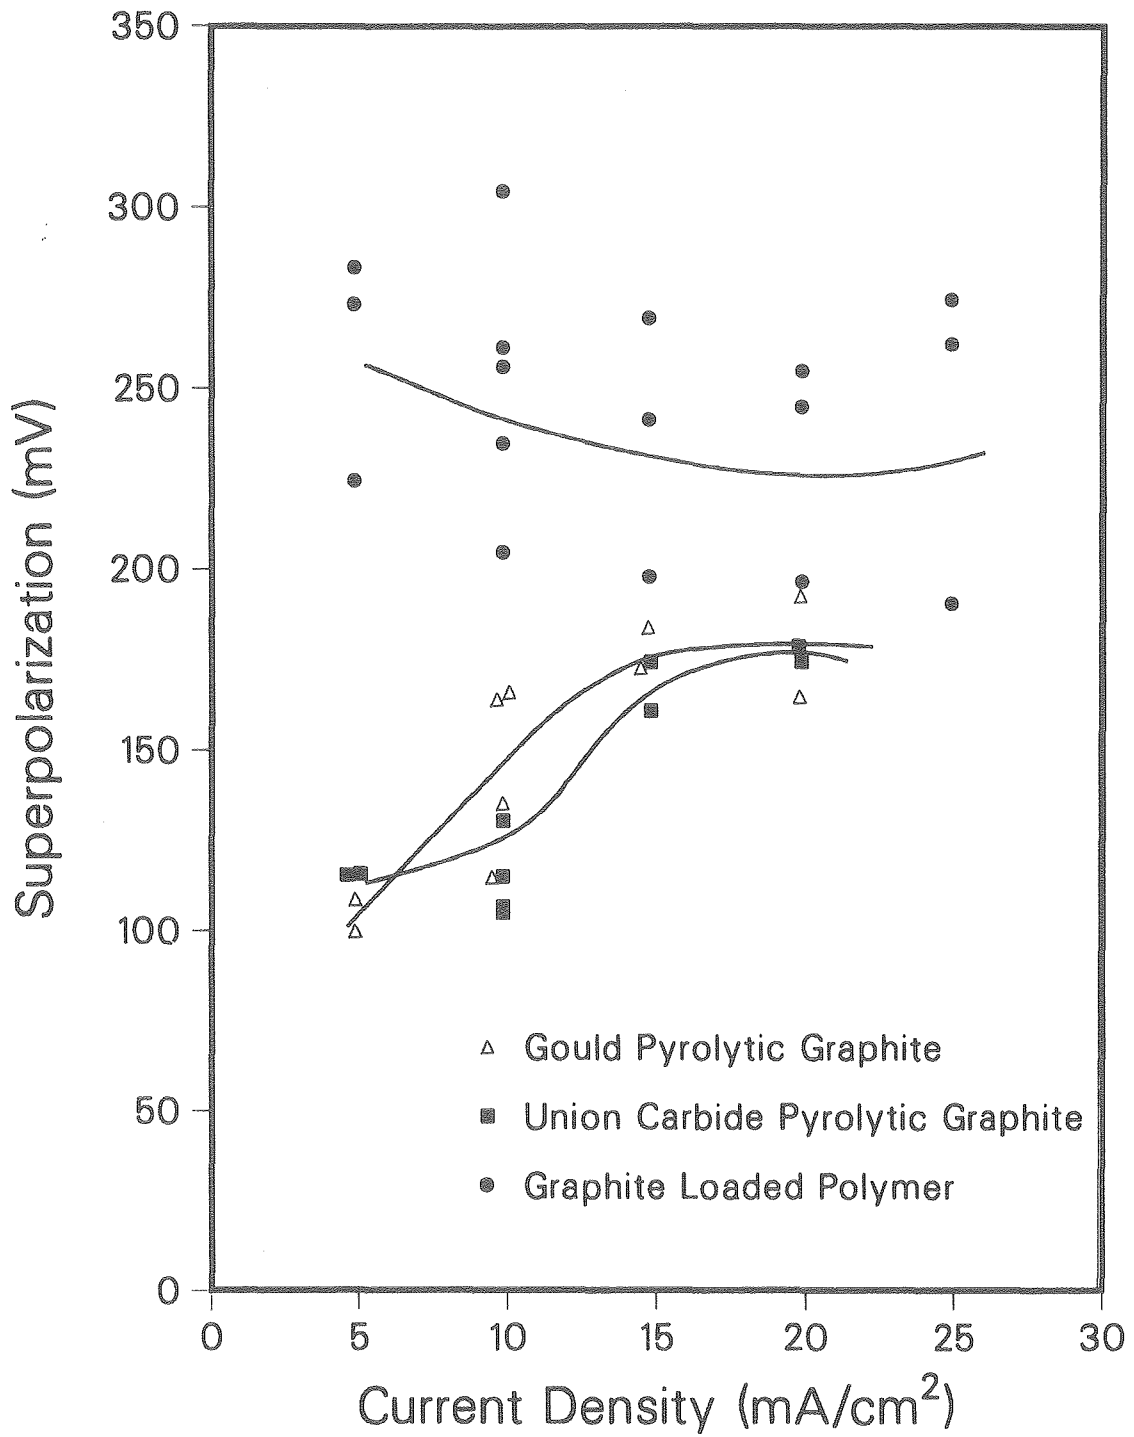 350
300
250
200
150
100
50
0
0 5 10 15 20 25 30
Superpolarization (mV)
Current Density (mA/cm²)
Gould Pyrolytic Graphite
Union Carbide Pyrolytic Graphite
Graphite Loaded Polymer